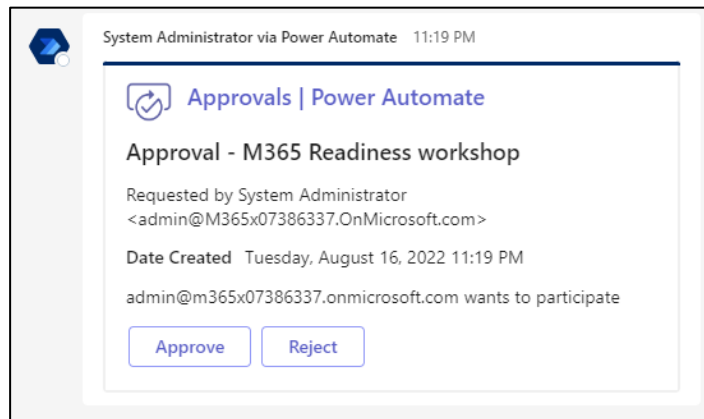 System Administrator via Power Automate 11:19 PM
Approvals | Power Automate
Approval - M365 Readiness workshop
Requested by System Administrator
<admin@M365x07386337.OnMicrosoft.com>
Date Created Tuesday, August 16, 2022 11:19 PM
admin@m365x07386337.onmicrosoft.com wants to participate
Approve Reject